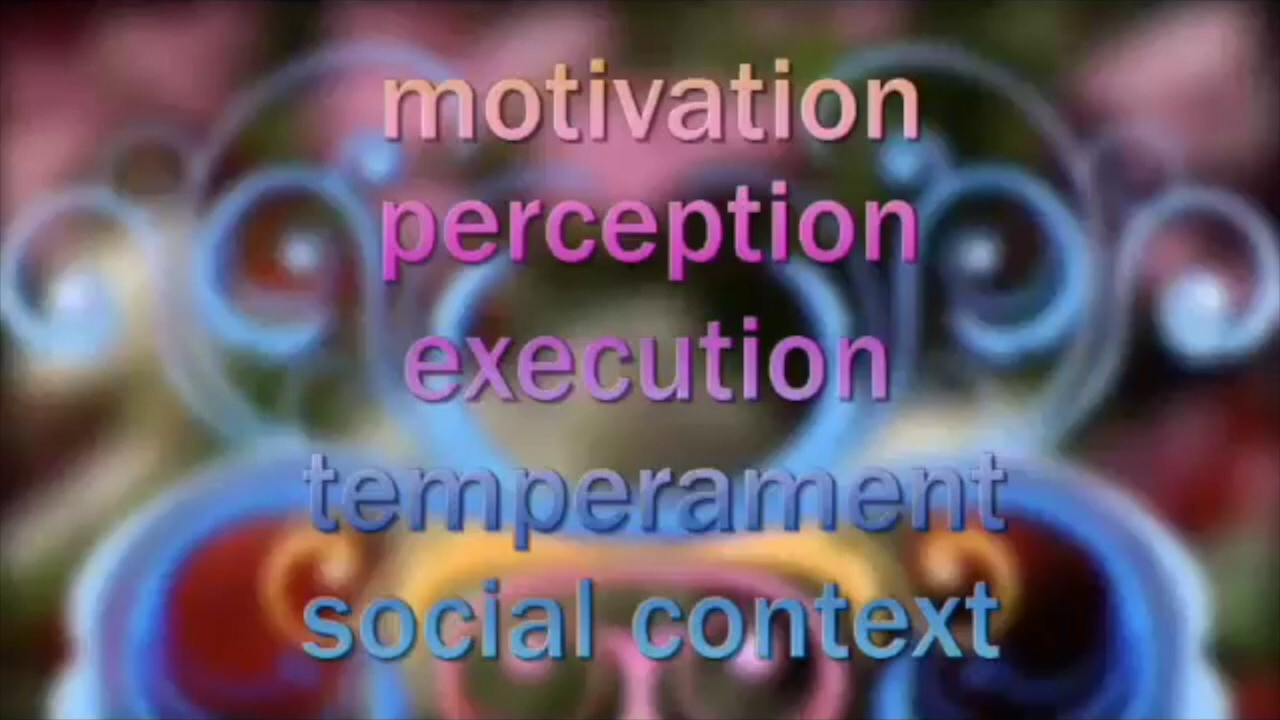 motivation
perception
execution
temperament
social context